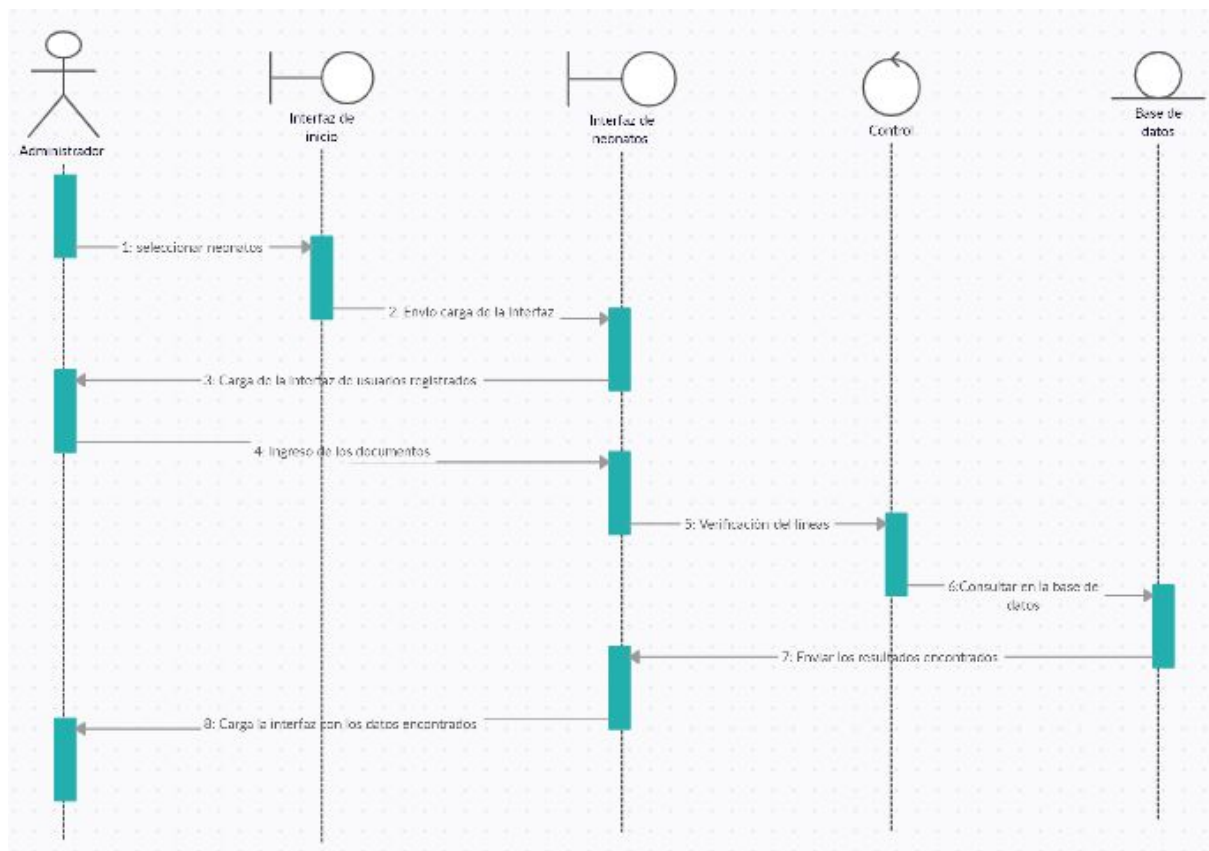 Administrador
Interfaz de
inicio
Interfaz de
neonatos
Control
Base de
datos
1: seleccionar neonatos
2: Envío carga de la interfaz
3: Carga de la interfaz de usuarios registrados
4: Ingreso de los documentos
5: Verificación del líneas
6:Consultar en la base de
datos
7: Enviar los resultados encontrados
8: Carga la interfaz con los datos encontrados